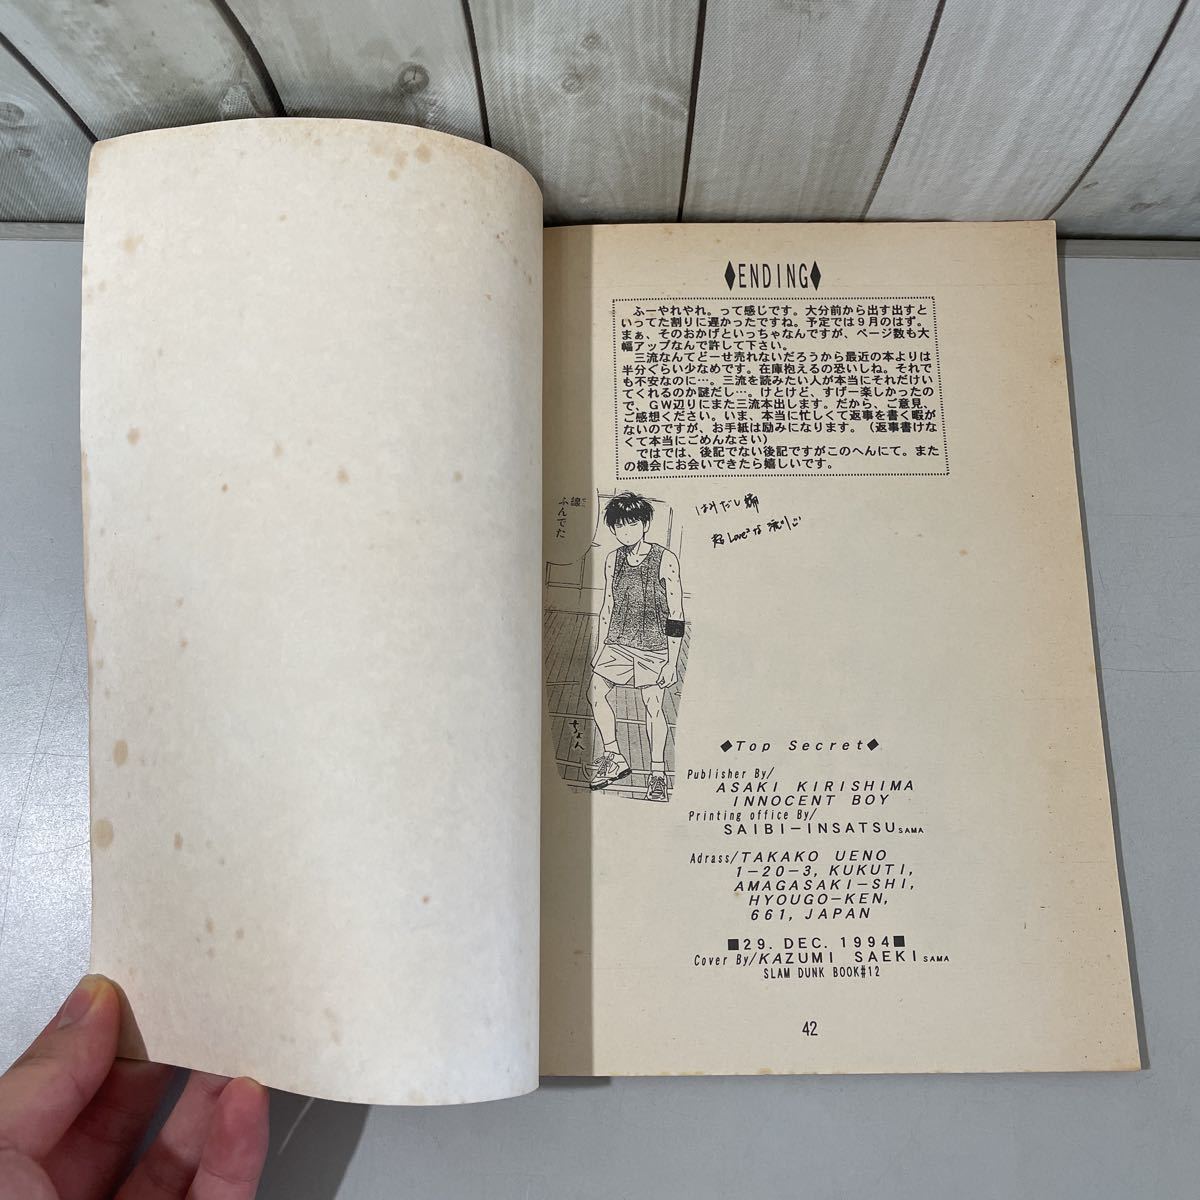 ♦ENDING♦
ふーやれやれ。って感じです。大分前から出す出すと
いってた割りに遅かったですね。予定では9月のはず。
まぁ、そのおかげといっちゃなんですが、ページ数も大
幅アップなんで許して下さい。
三流なんてどーせ売れないだろうから最近の本よりは
半分ぐらい少なめです。在庫抱えるの恐いしね。それで
も不安なのに…。三流を読みたい人が本当にそれだけい
てくれるのか謎だし…。けどけど、すげー楽しかったの
で、GW辺りにまた三流本出します。だから、ご意見、
ご感想ください。いま、本当に忙しくて返事を書く暇が
ないのですが、お手紙は励みになります。(返事書けな
くて本当にごめんなさい)
ではでは、後記でない後記ですがこのへんにて。また
の機会にお会いできたら嬉しいです。
線
ふんでた
はみだし
Love²な流川
ちょん
◆Top Secret◆
Publisher By/
ASAKI KIRISHIMA
INNOCENT BOY
Printing office By/
SAIBI-INSATSU SAMA
Adrass/TAKAKO UENO
1-20-3, KUKUTI,
AMAGASAKI-SHI,
HYOUGO-KEN,
661, JAPAN
■29. DEC. 1994■
Cover By/KAZUMI SAEKI SAMA
SLAM DUNK BOOK#12
42